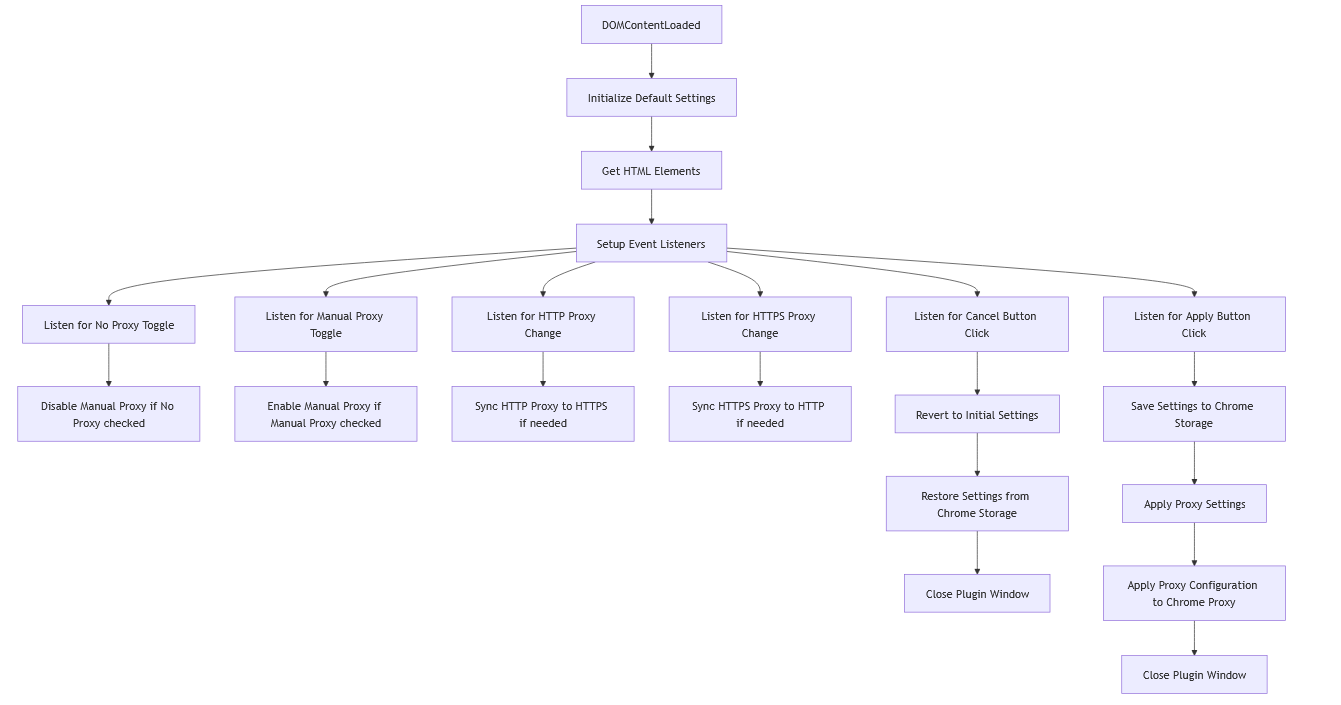 DOMContentLoaded
Initialize Default Settings
Get HTML Elements
Setup Event Listeners
Listen for No Proxy Toggle
Listen for Manual Proxy
Toggle
Listen for HTTP Proxy
Change
Listen for HTTPS Proxy
Change
Listen for Cancel Button
Click
Listen for Apply Button
Click
Disable Manual Proxy if No
Proxy checked
Enable Manual Proxy if
Manual Proxy checked
Sync HTTP Proxy to HTTPS
if needed
Sync HTTPS Proxy to HTTP
if needed
Revert to Initial Settings
Save Settings to Chrome
Storage
Restore Settings from
Chrome Storage
Apply Proxy Settings
Close Plugin Window
Apply Proxy Configuration
to Chrome Proxy
Close Plugin Window